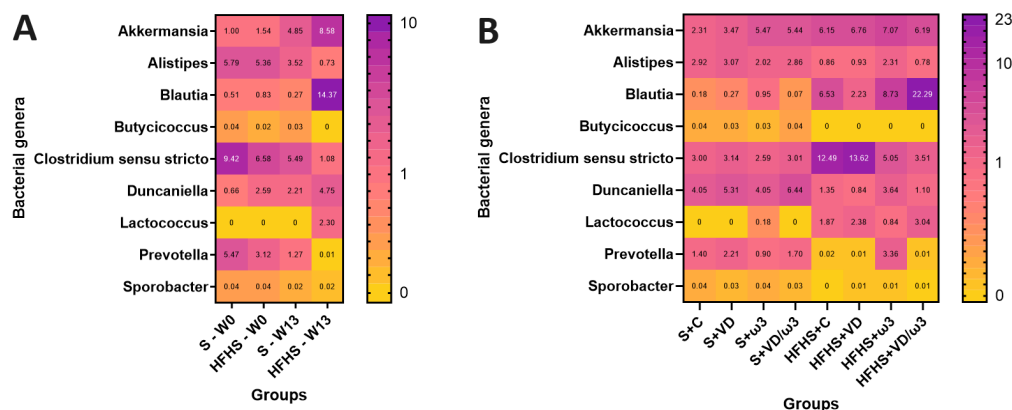 A
Bacterial genera
Akkermansia 1.00 1.54 4.85 8.58
Alistipes 5.79 5.36 3.52 0.73
Blautia 0.51 0.83 0.27 14.37
Butycicoccus 0.04 0.02 0.03 0
Clostridium sensu stricto 9.42 6.58 5.49 1.08
Duncaniella 0.66 2.59 2.21 4.75
Lactococcus 0 0 0 2.30
Prevotella 5.47 3.12 1.27 0.01
Sporobacter 0.04 0.04 0.02 0.02
S - W0 HFHS - W0 S - W13 HFHS - W13
Groups
10
1
0
B
Bacterial genera
Akkermansia 2.31 3.47 5.47 5.44 6.15 6.76 7.07 6.19
Alistipes 2.92 3.07 2.02 2.86 0.86 0.93 2.31 0.78
Blautia 0.18 0.27 0.95 0.07 6.53 2.23 8.73 22.29
Butycicoccus 0.04 0.03 0.03 0.04 0 0 0 0
Clostridium sensu stricto 3.00 3.14 2.59 3.01 12.49 13.62 5.05 3.51
Duncaniella 4.05 5.31 4.05 6.44 1.35 0.84 3.64 1.10
Lactococcus 0 0 0.18 0 1.87 2.38 0.84 3.04
Prevotella 1.40 2.21 0.90 1.70 0.02 0.01 3.36 0.01
Sporobacter 0.04 0.03 0.04 0.03 0 0.01 0.01 0.01
S+C S+VD S+ω3 S+VD/ω3 HFHS+C HFHS+VD HFHS+ω3 HFHS+VD/ω3
Groups
23
10
1
0